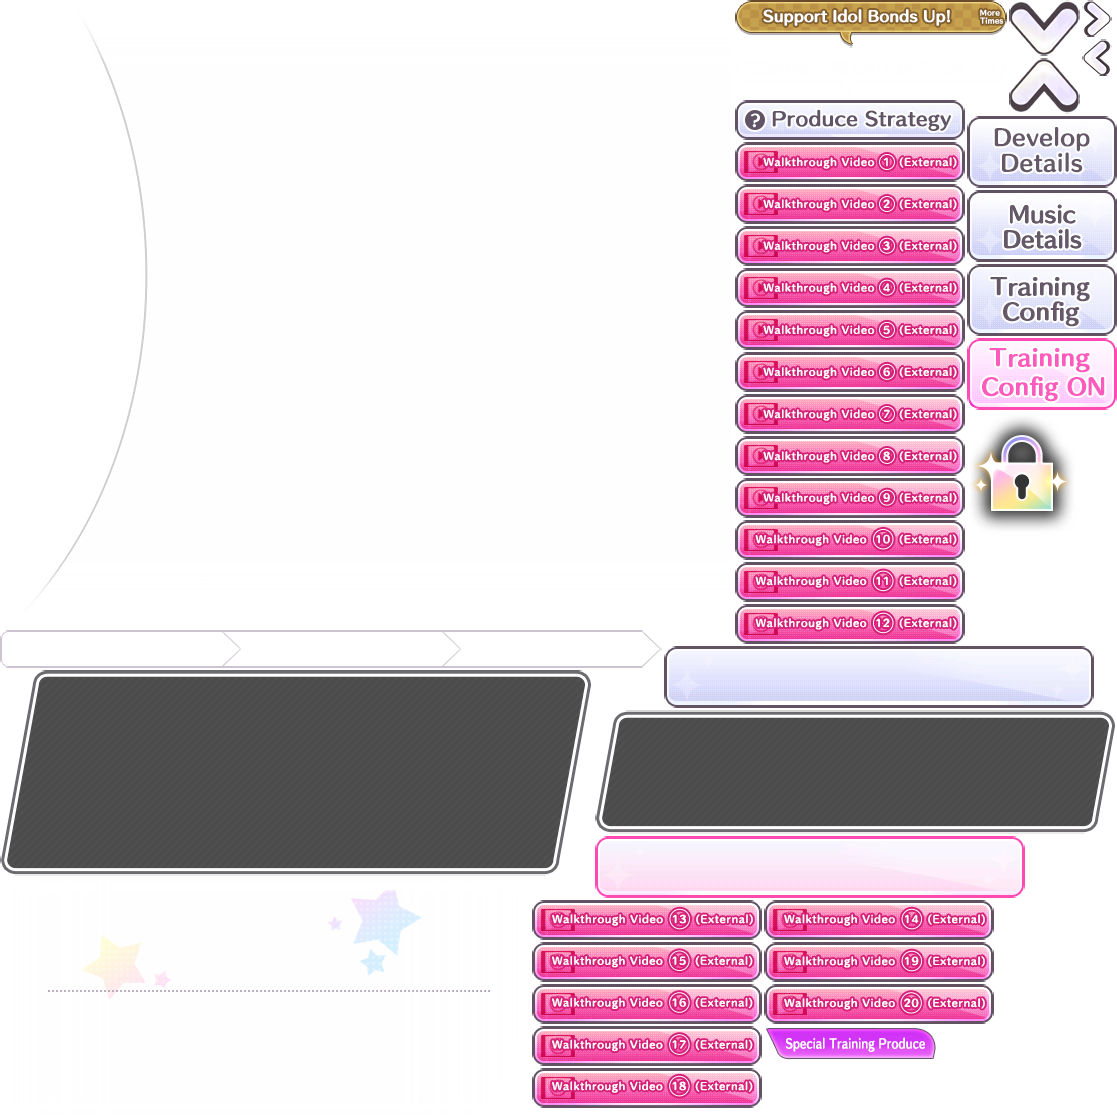 Support Idol Bonds Up!
More
Times
Produce Strategy
Walkthrough Video ① (External)
Walkthrough Video ② (External)
Walkthrough Video ③ (External)
Walkthrough Video ④ (External)
Walkthrough Video ⑤ (External)
Walkthrough Video ⑥ (External)
Walkthrough Video ⑦ (External)
Walkthrough Video ⑧ (External)
Walkthrough Video ⑨ (External)
Walkthrough Video ⑩ (External)
Walkthrough Video ⑪ (External)
Walkthrough Video ⑫ (External)
Develop
Details
Music
Details
Training
Config
Training
Config ON
Walkthrough Video ⑬ (External)
Walkthrough Video ⑭ (External)
Walkthrough Video ⑮ (External)
Walkthrough Video ⑲ (External)
Walkthrough Video ⑯ (External)
Walkthrough Video ⑳ (External)
Walkthrough Video ⑰ (External)
Special Training Produce
Walkthrough Video ⑱ (External)